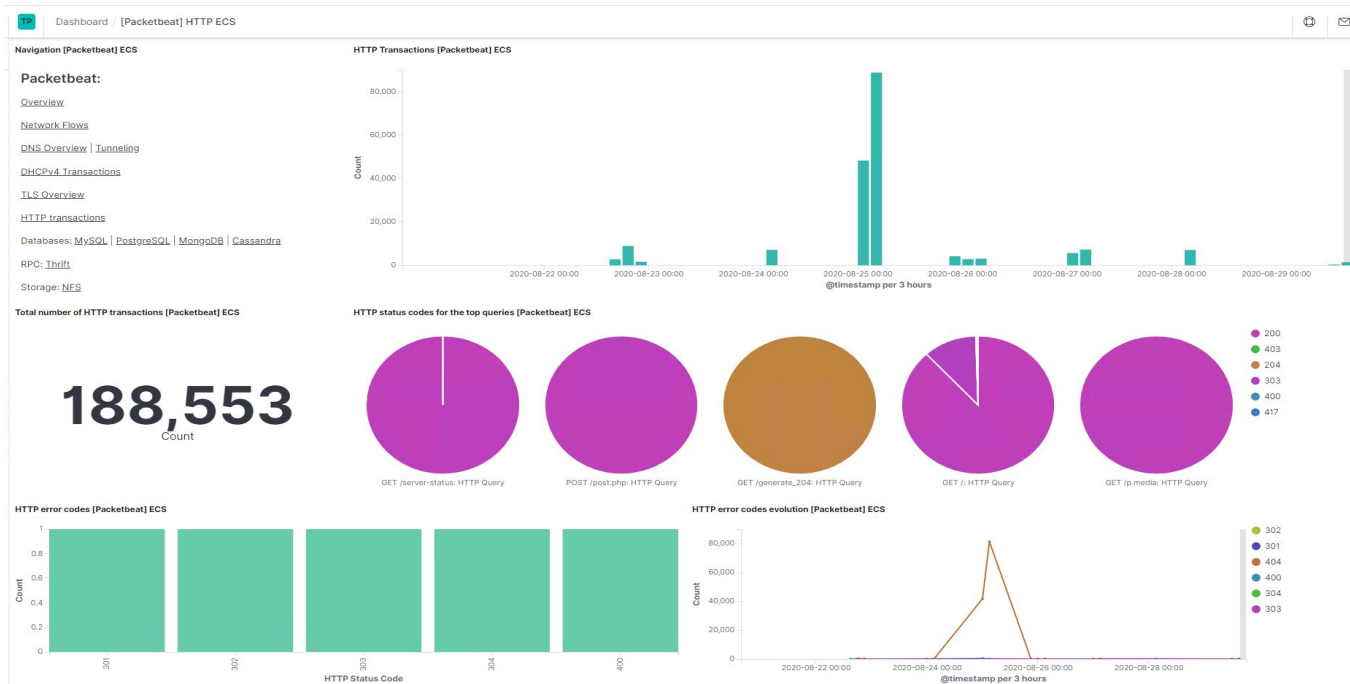 TP Dashboard / [Packetbeat] HTTP ECS
Navigation [Packetbeat] ECS
Packetbeat:
Overview
Network Flows
DNS Overview | Tunneling
DHCPv4 Transactions
TLS Overview
HTTP transactions
Databases: MySQL | PostgreSQL | MongoDB | Cassandra
RPC: Thrift
Storage: NFS
HTTP Transactions [Packetbeat] ECS
Count
80,000
60,000
40,000
20,000
0
2020-08-22 00:00 2020-08-23 00:00 2020-08-24 00:00 2020-08-25 00:00 2020-08-26 00:00 2020-08-27 00:00 2020-08-28 00:00 2020-08-29 00:00
@timestamp per 3 hours
Total number of HTTP transactions [Packetbeat] ECS
188,553
Count
HTTP status codes for the top queries [Packetbeat] ECS
GET /server-status: HTTP Query POST /post.php: HTTP Query GET /generate_204: HTTP Query GET /: HTTP Query GET /p.media: HTTP Query
200
403
204
303
400
417
HTTP error codes [Packetbeat] ECS
Count
1
0.8
0.6
0.4
0.2
0
301 302 303 304 400
HTTP Status Code
HTTP error codes evolution [Packetbeat] ECS
Count
80,000
60,000
40,000
20,000
0
2020-08-22 00:00 2020-08-24 00:00 2020-08-26 00:00 2020-08-28 00:00
@timestamp per 3 hours
302
301
404
400
304
303